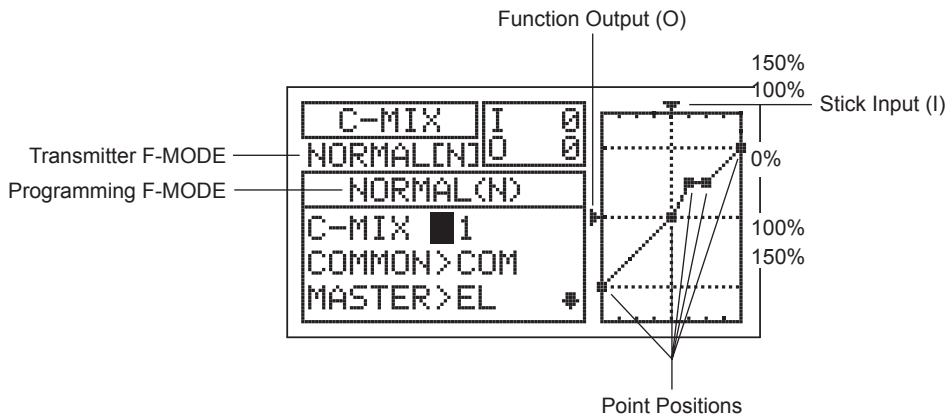 Function Output (O)
150%
100%
Stick Input (I)
C-MIX
I 0
O 0
Transmitter F-MODE
NORMAL[N]
0%
Programming F-MODE
NORMAL(N)
C-MIX 1
100%
COMMON>COM
150%
MASTER>EL
Point Positions